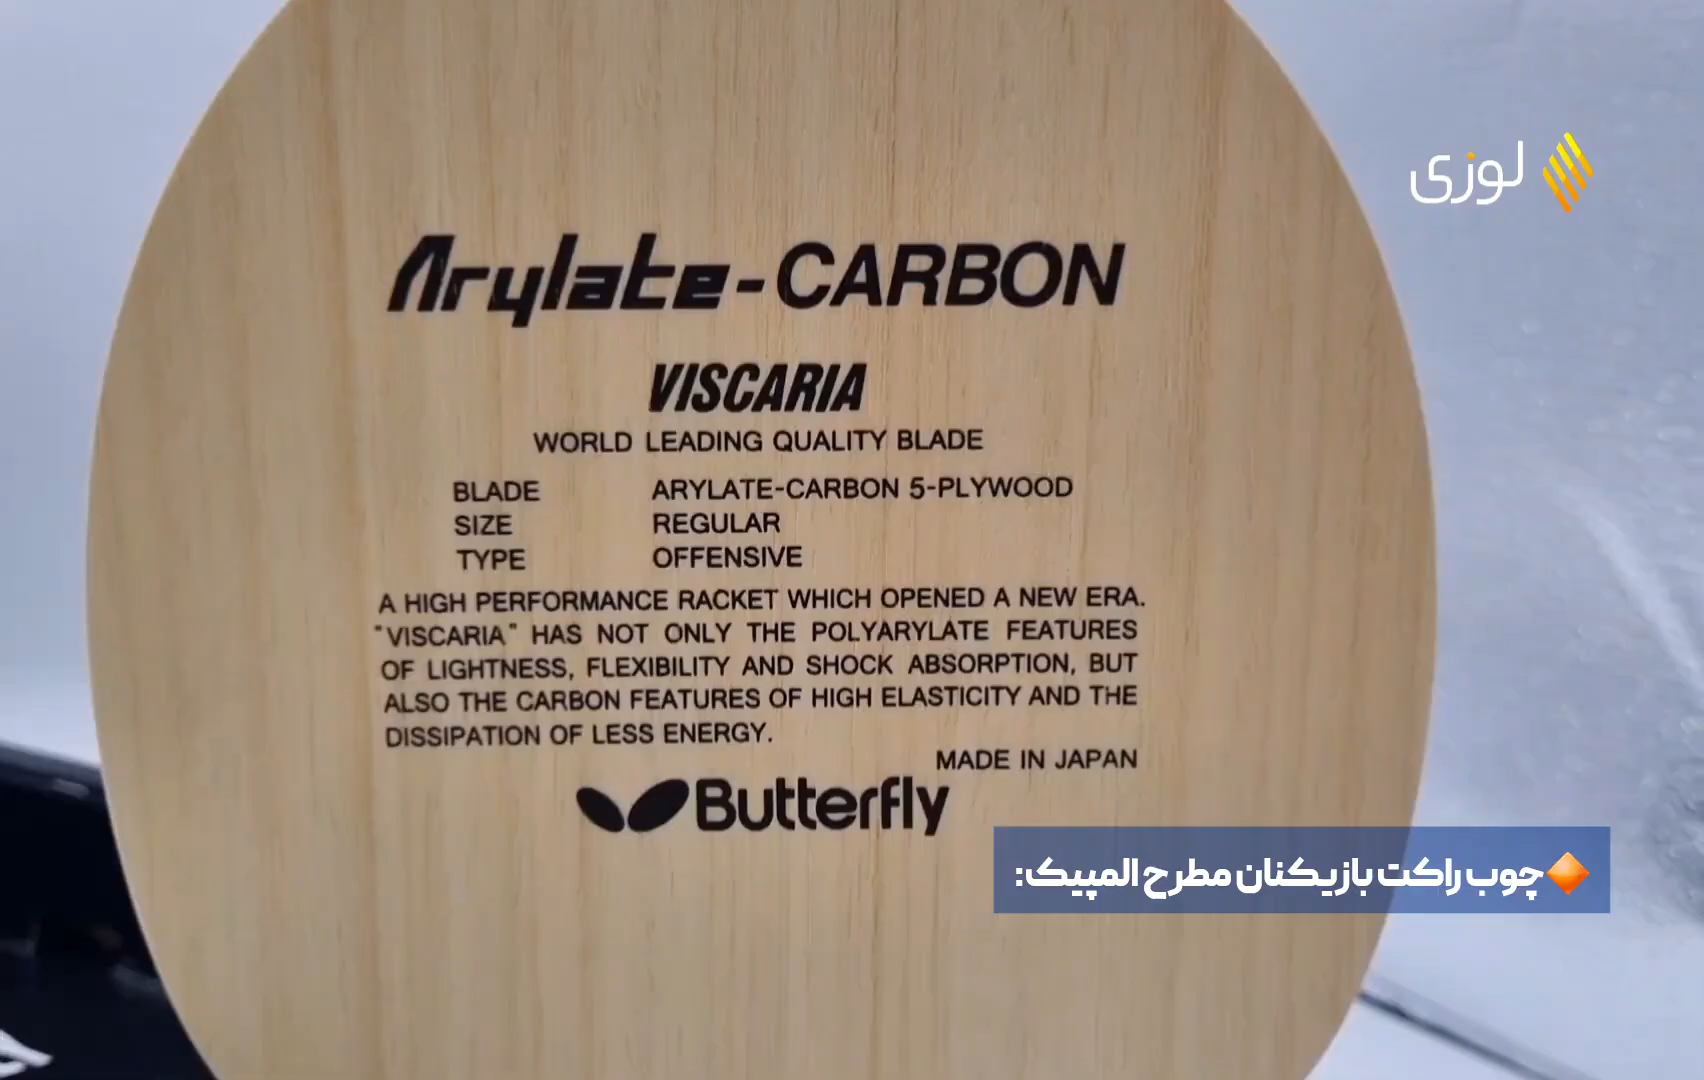 لوزی
Arylate-CARBON
VISCARIA
WORLD LEADING QUALITY BLADE
BLADE ARYLATE-CARBON 5-PLYWOOD
SIZE REGULAR
TYPE OFFENSIVE
A HIGH PERFORMANCE RACKET WHICH OPENED A NEW ERA.
"VISCARIA" HAS NOT ONLY THE POLYARYLATE FEATURES
OF LIGHTNESS, FLEXIBILITY AND SHOCK ABSORPTION, BUT
ALSO THE CARBON FEATURES OF HIGH ELASTICITY AND THE
DISSIPATION OF LESS ENERGY.
MADE IN JAPAN
Butterfly
چوب راکت بازیکنان مطرح المپیک: